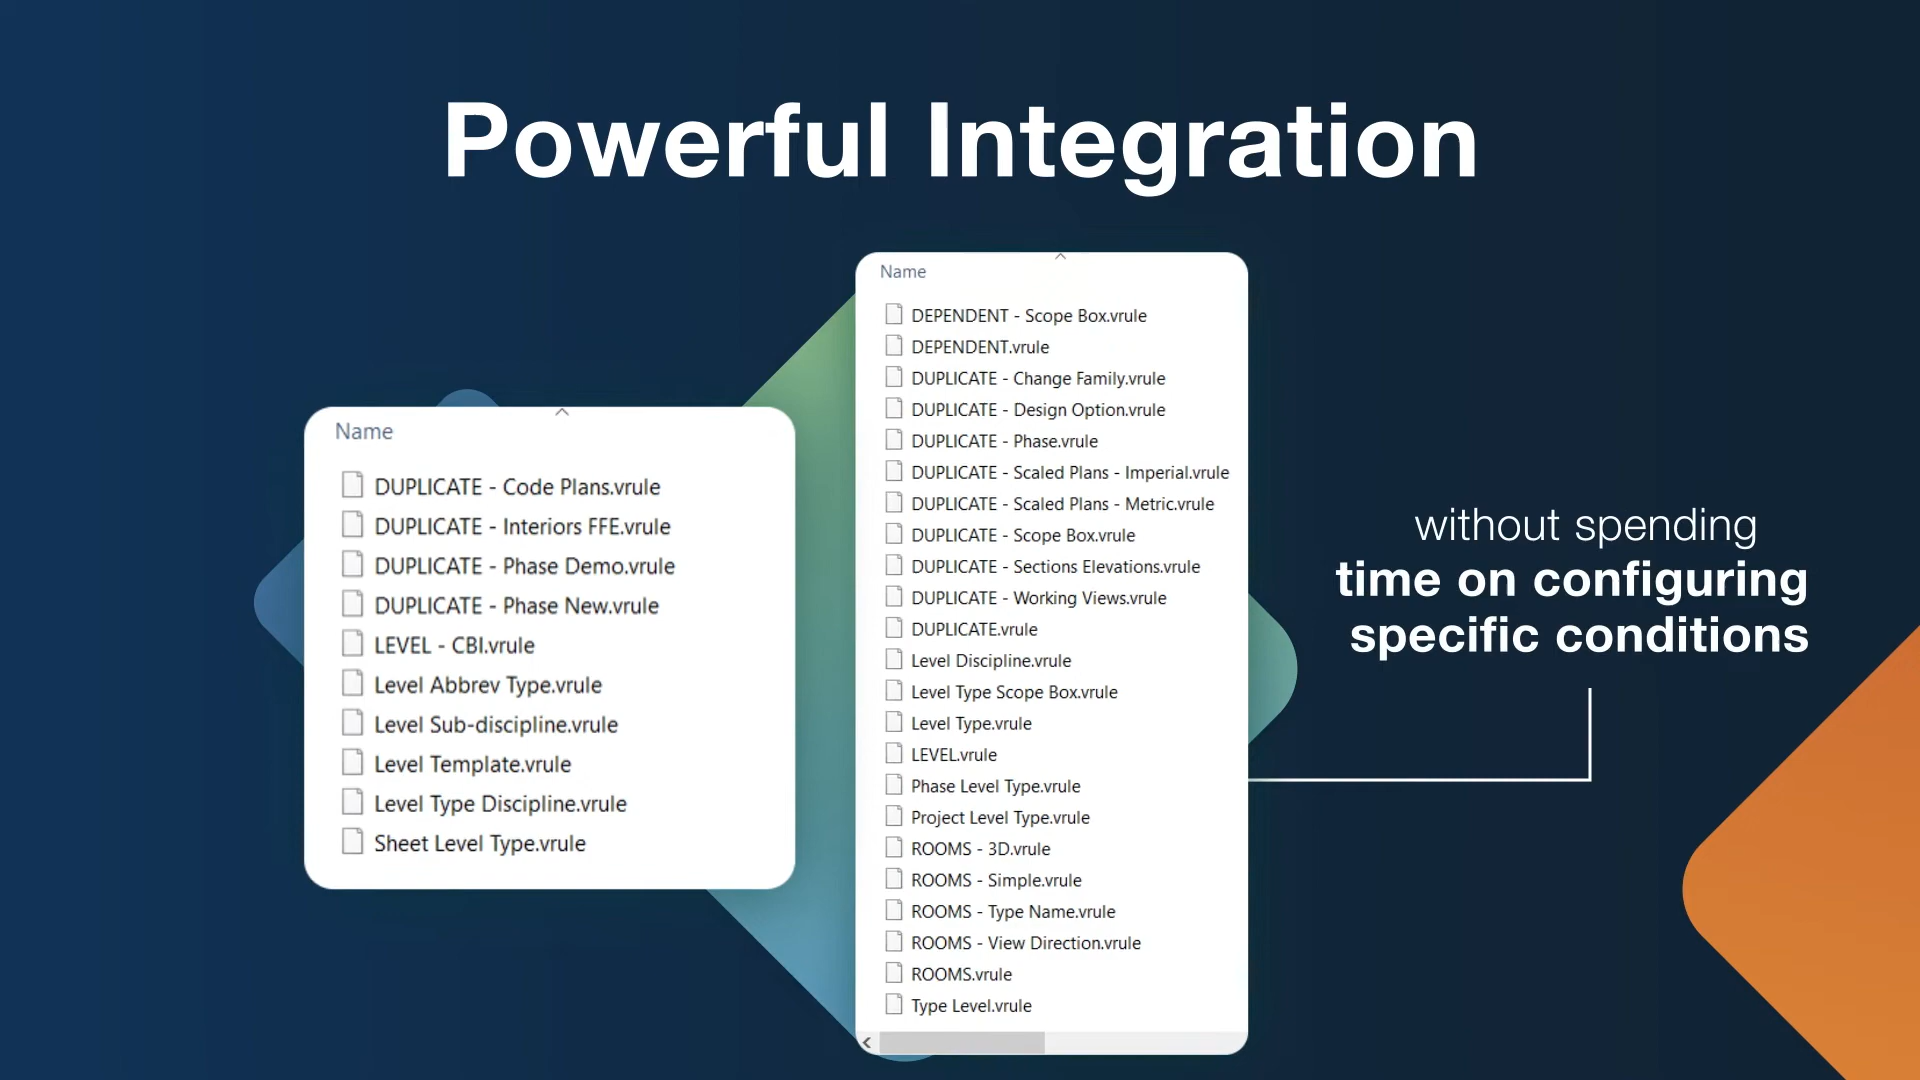 Powerful Integration
Name
DUPLICATE - Code Plans.vrule
DUPLICATE - Interiors FFE.vrule
DUPLICATE - Phase Demo.vrule
DUPLICATE - Phase New.vrule
LEVEL - CBI.vrule
Level Abbrev Type.vrule
Level Sub-discipline.vrule
Level Template.vrule
Level Type Discipline.vrule
Sheet Level Type.vrule
Name
DEPENDENT - Scope Box.vrule
DEPENDENT.vrule
DUPLICATE - Change Family.vrule
DUPLICATE - Design Option.vrule
DUPLICATE - Phase.vrule
DUPLICATE - Scaled Plans - Imperial.vrule
DUPLICATE - Scaled Plans - Metric.vrule
DUPLICATE - Scope Box.vrule
DUPLICATE - Sections Elevations.vrule
DUPLICATE - Working Views.vrule
DUPLICATE.vrule
Level Discipline.vrule
Level Type Scope Box.vrule
Level Type.vrule
LEVEL.vrule
Phase Level Type.vrule
Project Level Type.vrule
ROOMS - 3D.vrule
ROOMS - Simple.vrule
ROOMS - Type Name.vrule
ROOMS - View Direction.vrule
ROOMS.vrule
Type Level.vrule
without spending
time on configuring
specific conditions